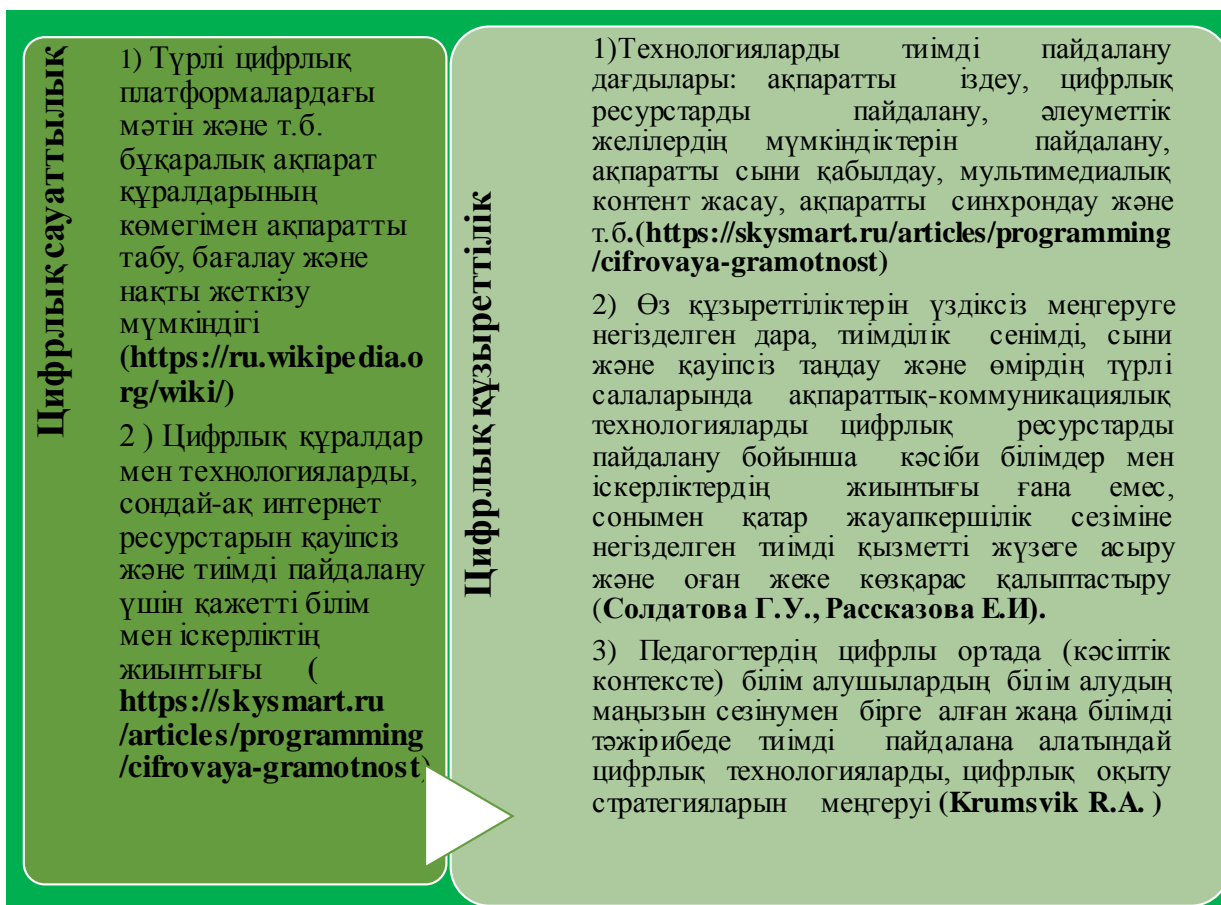 Цифрлық сауаттылық
1) Түрлі цифрлық
платформалардағы
мәтін және т.б.
бұқаралық ақпарат
құралдарының
көмегімен ақпаратты
табу, бағалау және
нақты жеткізу
мүмкіндігі
(https://ru.wikipedia.o
rg/wiki/)
2 ) Цифрлық құралдар
мен технологияларды,
сондай-ақ интернет
ресурстарын қауіпсіз
және тиімді пайдалану
үшін қажетті білім
мен іскерліктің
жиынтығы (
https://skysmart.ru
/articles/programming
/cifrovaya-gramotnost)
Цифрлық құзыреттілік
1)Технологияларды тиімді пайдалану
дағдылары: ақпаратты іздеу, цифрлық
ресурстарды пайдалану, әлеуметтік
желілердің мүмкіндіктерін пайдалану,
ақпаратты сыни қабылдау, мультимедиалық
контент жасау, ақпаратты синхрондау және
т.б.(https://skysmart.ru/articles/programming
/cifrovaya-gramotnost)
2) Өз құзыреттіліктерін үздіксіз меңгеруге
негізделген дара, тиімділік сенімді, сыни
және қауіпсіз таңдау және өмірдің түрлі
салаларында ақпараттық-коммуникациялық
технологияларды цифрлық ресурстарды
пайдалану бойынша кәсіби білімдер мен
іскерліктердің жиынтығы ғана емес,
сонымен қатар жауапкершілік сезіміне
негізделген тиімді қызметті жүзеге асыру
және оған жеке көзқарас қалыптастыру
(Солдатова Г.У., Рассказова Е.И).
3) Педагогтердің цифрлы ортада (кәсіптік
контексте) білім алушылардың білім алудың
маңызын сезінумен бірге алған жаңа білімді
тәжірибеде тиімді пайдалана алатындай
цифрлық технологияларды, цифрлық оқыту
стратегияларын меңгеруі (Krumsvik R.A. )